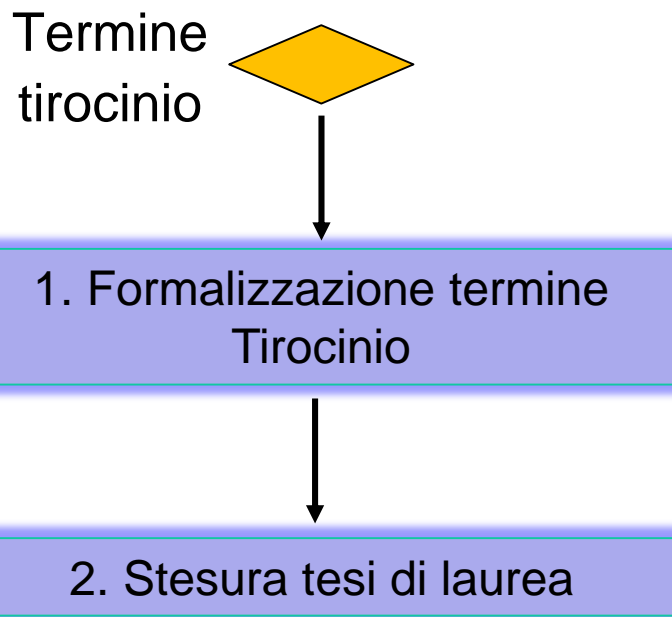 Termine
tirocinio
1. Formalizzazione termine
Tirocinio
2. Stesura tesi di laurea